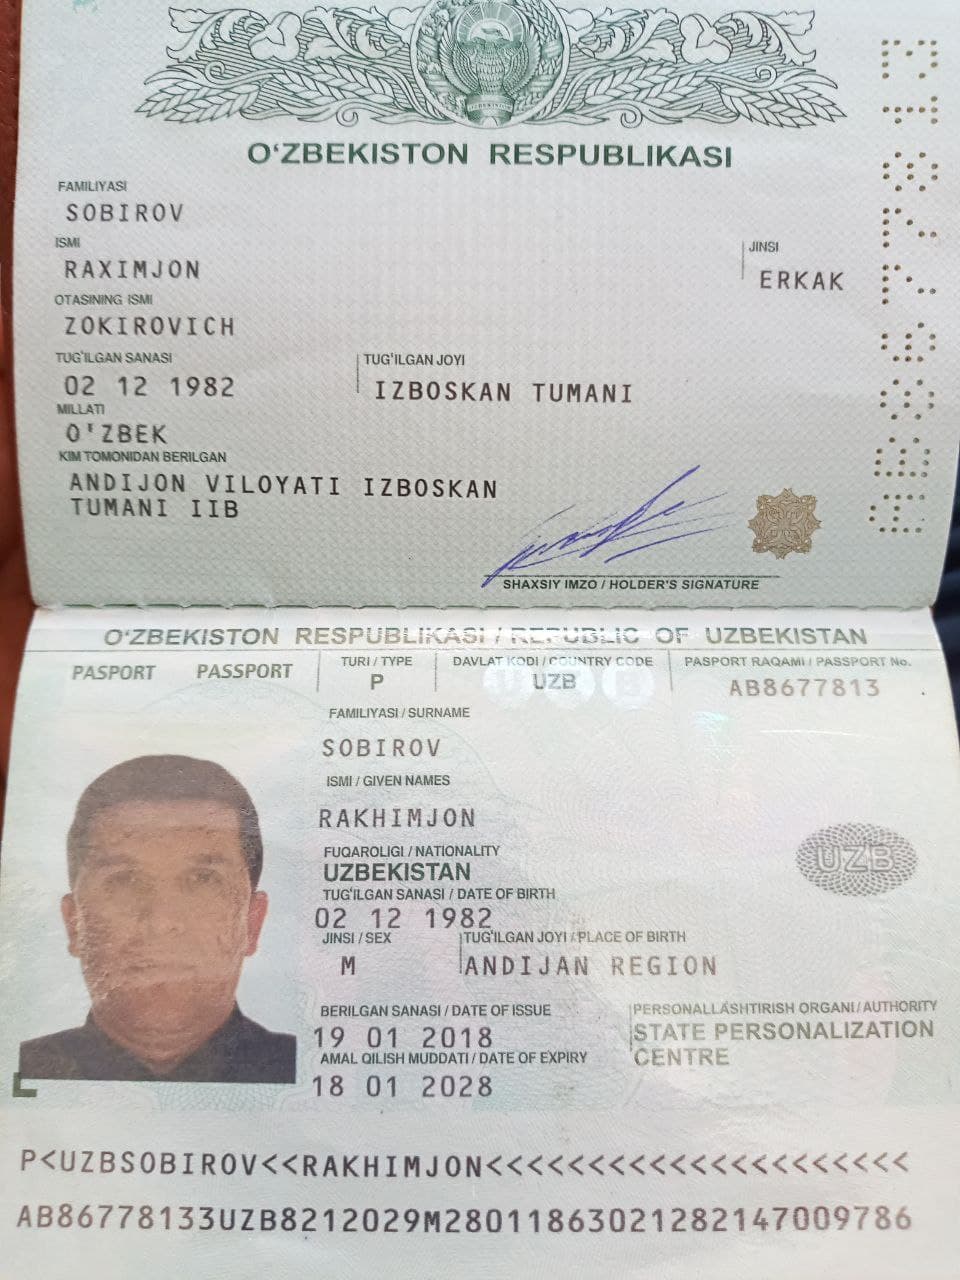 O'ZBEKISTON RESPUBLIKASI
FAMILIYASI
SOBIROV
ISMI
RAXIMJON
JINSI
ERKAK
OTASINING ISMI
ZOKIROVICH
TUG'ILGAN SANASI
02 12 1982
TUG'ILGAN JOYI
IZBOSKAN TUMANI
MILLATI
O'ZBEK
KIM TOMONIDAN BERILGAN
ANDIJON VILOYATI IZBOSKAN
TUMANI IIB
SHAXSIY IMZO / HOLDER'S SIGNATURE
AB8677813
O'ZBEKISTON RESPUBLIKASI / REPUBLIC OF UZBEKISTAN
PASPORT PASSPORT
TURI / TYPE
P
DAVLAT KODI / COUNTRY CODE
UZB
PASPORT RAQAMI / PASSPORT No.
AB8677813
FAMILIYASI / SURNAME
SOBIROV
ISMI / GIVEN NAMES
RAKHIMJON
FUQAROLIGI / NATIONALITY
UZBEKISTAN
UZB
TUG'ILGAN SANASI / DATE OF BIRTH
02 12 1982
JINSI / SEX
M
TUG'ILGAN JOYI / PLACE OF BIRTH
ANDIJAN REGION
BERILGAN SANASI / DATE OF ISSUE
19 01 2018
PERSONALLASHTIRISH ORGANI / AUTHORITY
STATE PERSONALIZATION
CENTRE
AMAL QILISH MUDDATI / DATE OF EXPIRY
18 01 2028
P<UZBSOBIROV<<RAKHIMJON<<<<<<<<<<<<<<<<<<<<<
AB86778133UZB8212029M28011863021282147009786